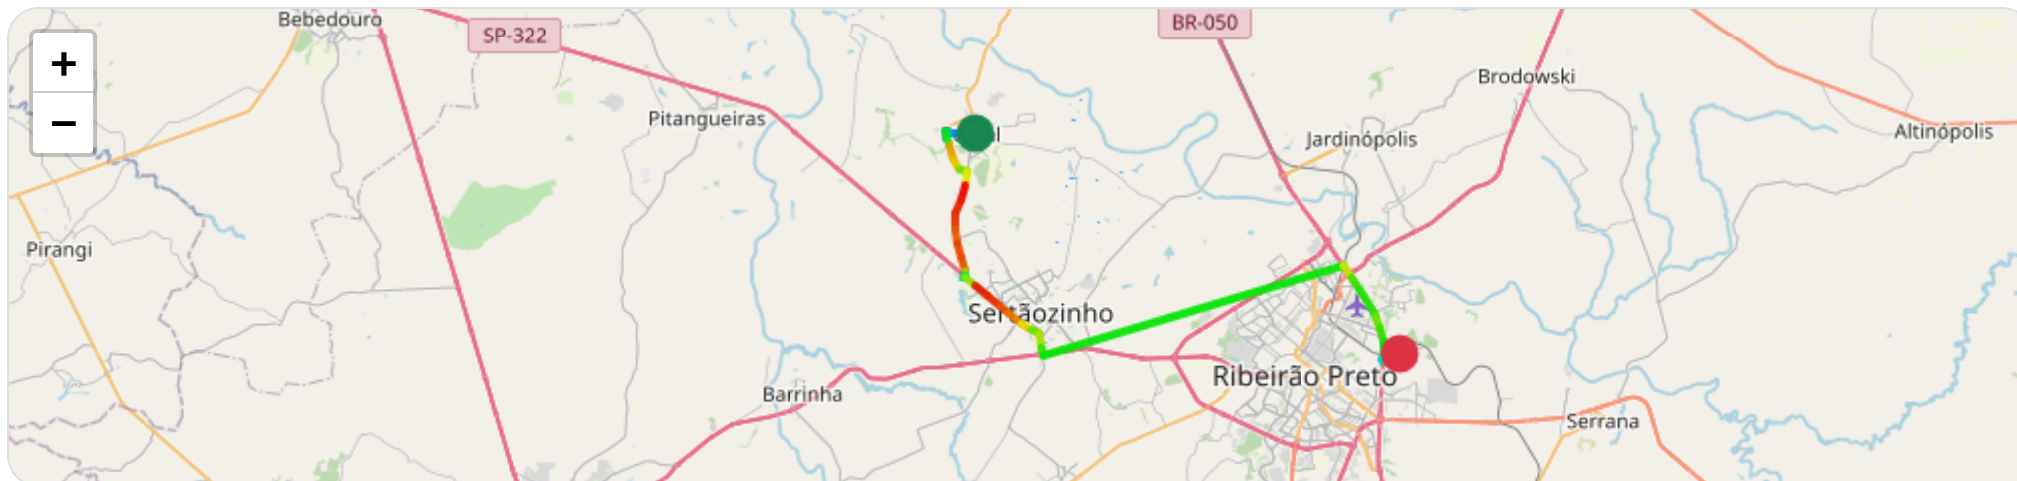 Bebedouro
SP-322
BR-050
+
Brodowski
Pitangueiras
−
Jardinópolis
Altinópolis
Pirangi
Sertãozinho
Ribeirão Preto
Barrinha
Serrana